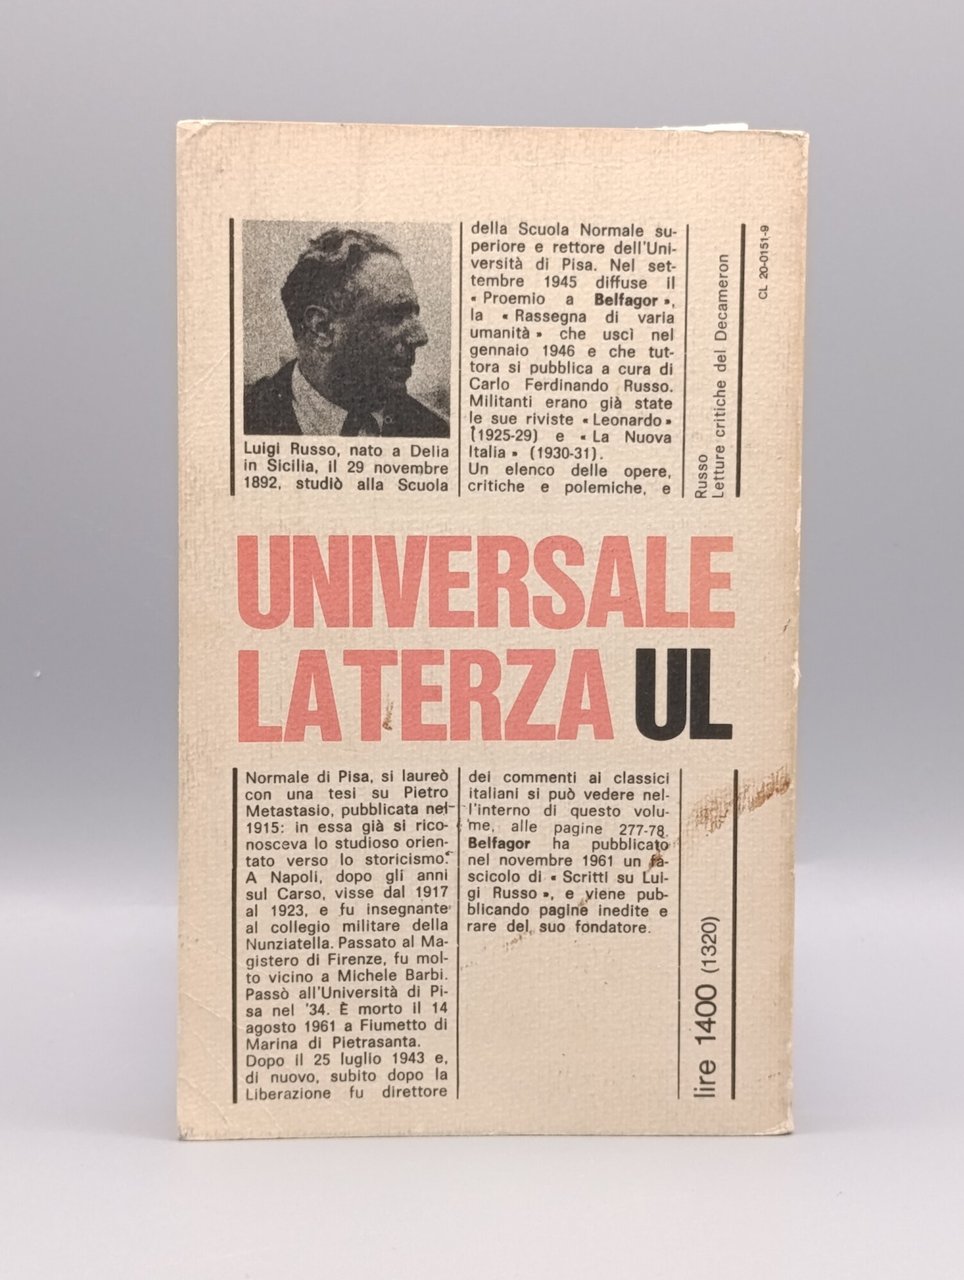 Luigi Russo, nato a Delia
in Sicilia, il 29 novembre
1892, studiò alla Scuola
Normale di Pisa, si laureò
con una tesi su Pietro
Metastasio, pubblicata nel
1915: in essa già si rico-
nosceva lo studioso orien-
tato verso lo storicismo.
A Napoli, dopo gli anni
sul Carso, visse dal 1917
al 1923, e fu insegnante
al collegio militare della
Nunziatella. Passato al Ma-
gistero di Firenze, fu mol-
to vicino a Michele Barbi.
Passò all'Università di Pi-
sa nel '34. È morto il 14
agosto 1961 a Fiumetto di
Marina di Pietrasanta.
Dopo il 25 luglio 1943 e,
di nuovo, subito dopo la
Liberazione fu direttore
della Scuola Normale su-
periore e rettore dell'Uni-
versità di Pisa. Nel set-
tembre 1945 diffuse il
« Proemio a Belfagor »,
la « Rassegna di varia
umanità » che uscì nel
gennaio 1946 e che tut-
tora si pubblica a cura di
Carlo Ferdinando Russo.
Militanti erano già state
le sue riviste « Leonardo »
(1925-29) e « La Nuova
Italia » (1930-31).
Un elenco delle opere,
critiche e polemiche, e
dei commenti ai classici
italiani si può vedere nel-
l'interno di questo volu-
me, alle pagine 277-78.
Belfagor ha pubblicato
nel novembre 1961 un fa-
scicolo di « Scritti su Lui-
gi Russo », e viene pub-
blicando pagine inedite e
rare del suo fondatore.
Russo
Letture critiche del Decameron
CL 20-0151-9
UNIVERSALE
LATERZA UL
lire 1400 (1320)